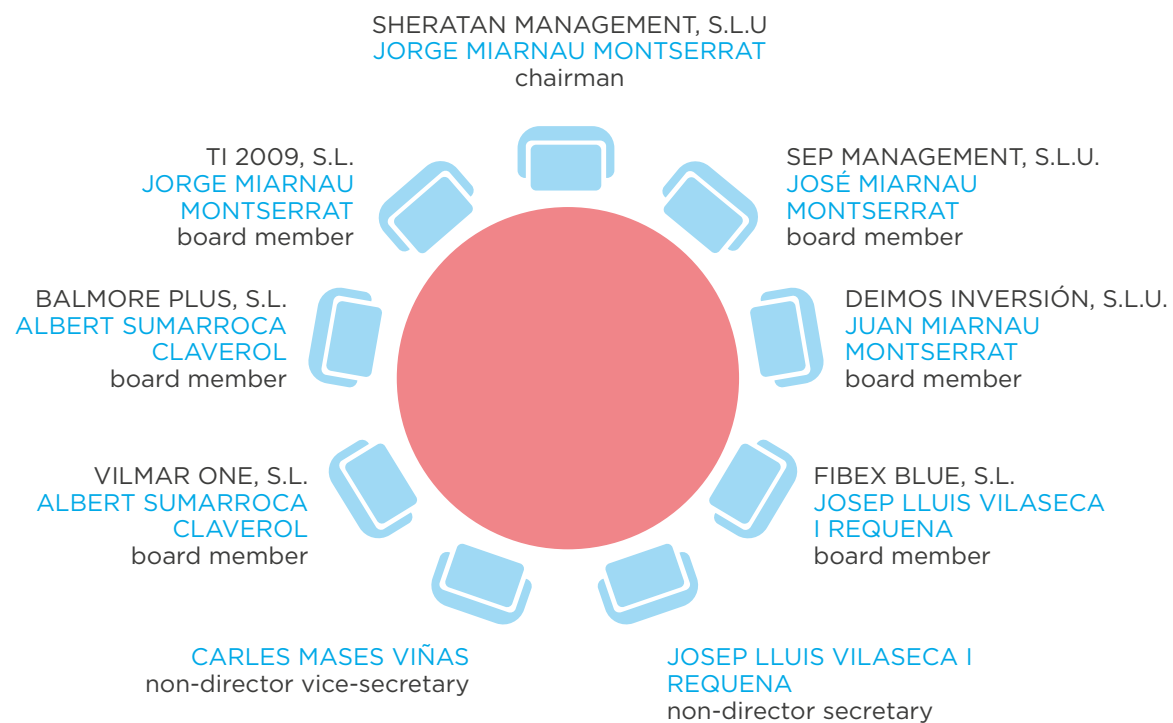 SHERATAN MANAGEMENT, S.L.U
JORGE MIARNAU MONTSERRAT
chairman
TI 2009, S.L.
JORGE MIARNAU
MONTSERRAT
board member
SEP MANAGEMENT, S.L.U.
JOSÉ MIARNAU
MONTSERRAT
board member
BALMORE PLUS, S.L.
ALBERT SUMARROCA
CLAVEROL
board member
DEIMOS INVERSIÓN, S.L.U.
JUAN MIARNAU
MONTSERRAT
board member
VILMAR ONE, S.L.
ALBERT SUMARROCA
CLAVEROL
board member
FIBEX BLUE, S.L.
JOSEP LLUIS VILASECA
I REQUENA
board member
CARLES MASES VIÑAS
non-director vice-secretary
JOSEP LLUIS VILASECA I
REQUENA
non-director secretary